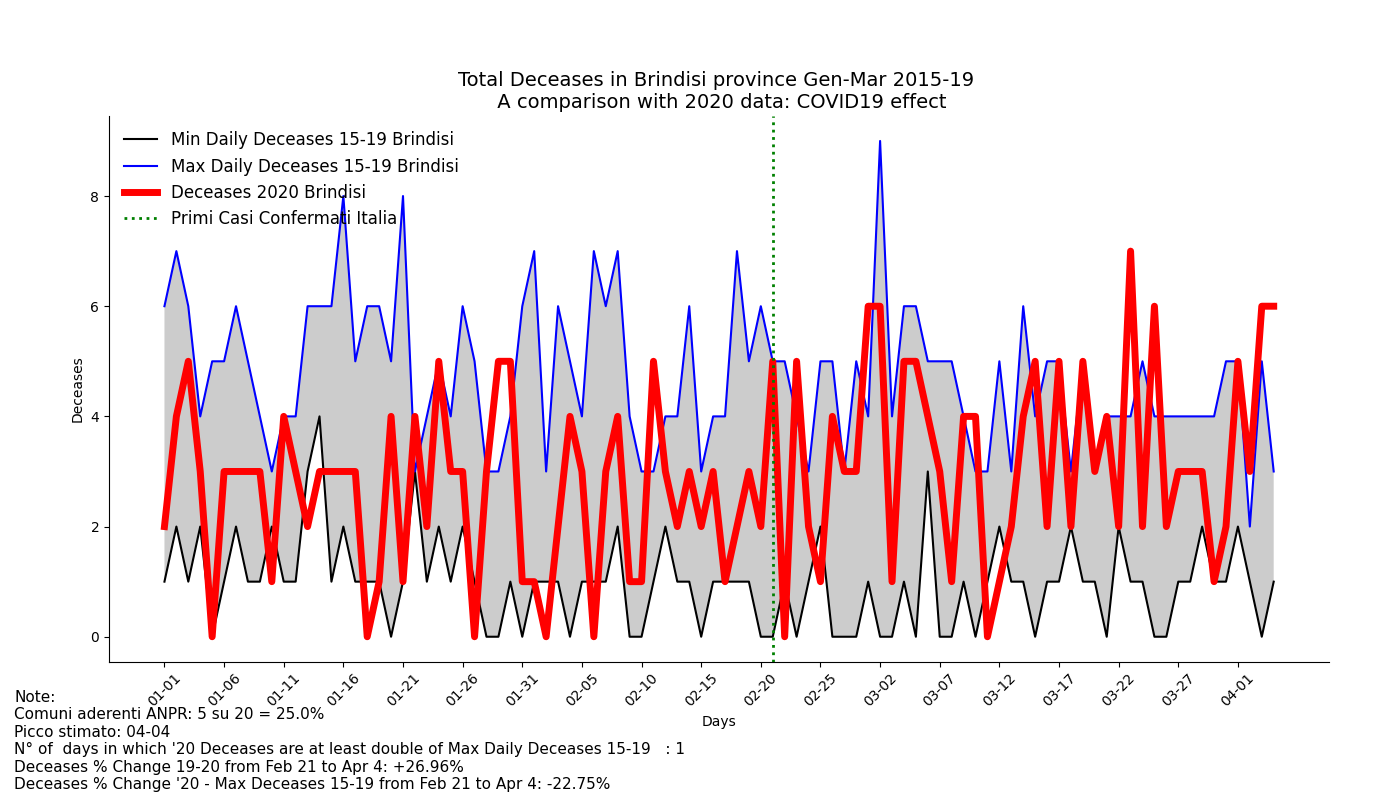 Total Deceases in Brindisi province Gen-Mar 2015-19
A comparison with 2020 data: COVID19 effect
Min Daily Deceases 15-19 Brindisi
Max Daily Deceases 15-19 Brindisi
Deceases 2020 Brindisi
Primi Casi Confermati Italia
Deceases
8
6
4
2
0
01-01 01-06 01-11 01-16 01-21 01-26 01-31 02-05 02-10 02-15 02-20 02-25 03-02 03-07 03-12 03-17 03-22 03-27 04-01
Days
Note:
Comuni aderenti ANPR: 5 su 20 = 25.0%
Picco stimato: 04-04
N° of  days in which '20 Deceases are at least double of Max Daily Deceases 15-19   : 1
Deceases % Change 19-20 from Feb 21 to Apr 4: +26.96%
Deceases % Change '20 - Max Deceases 15-19 from Feb 21 to Apr 4: -22.75%